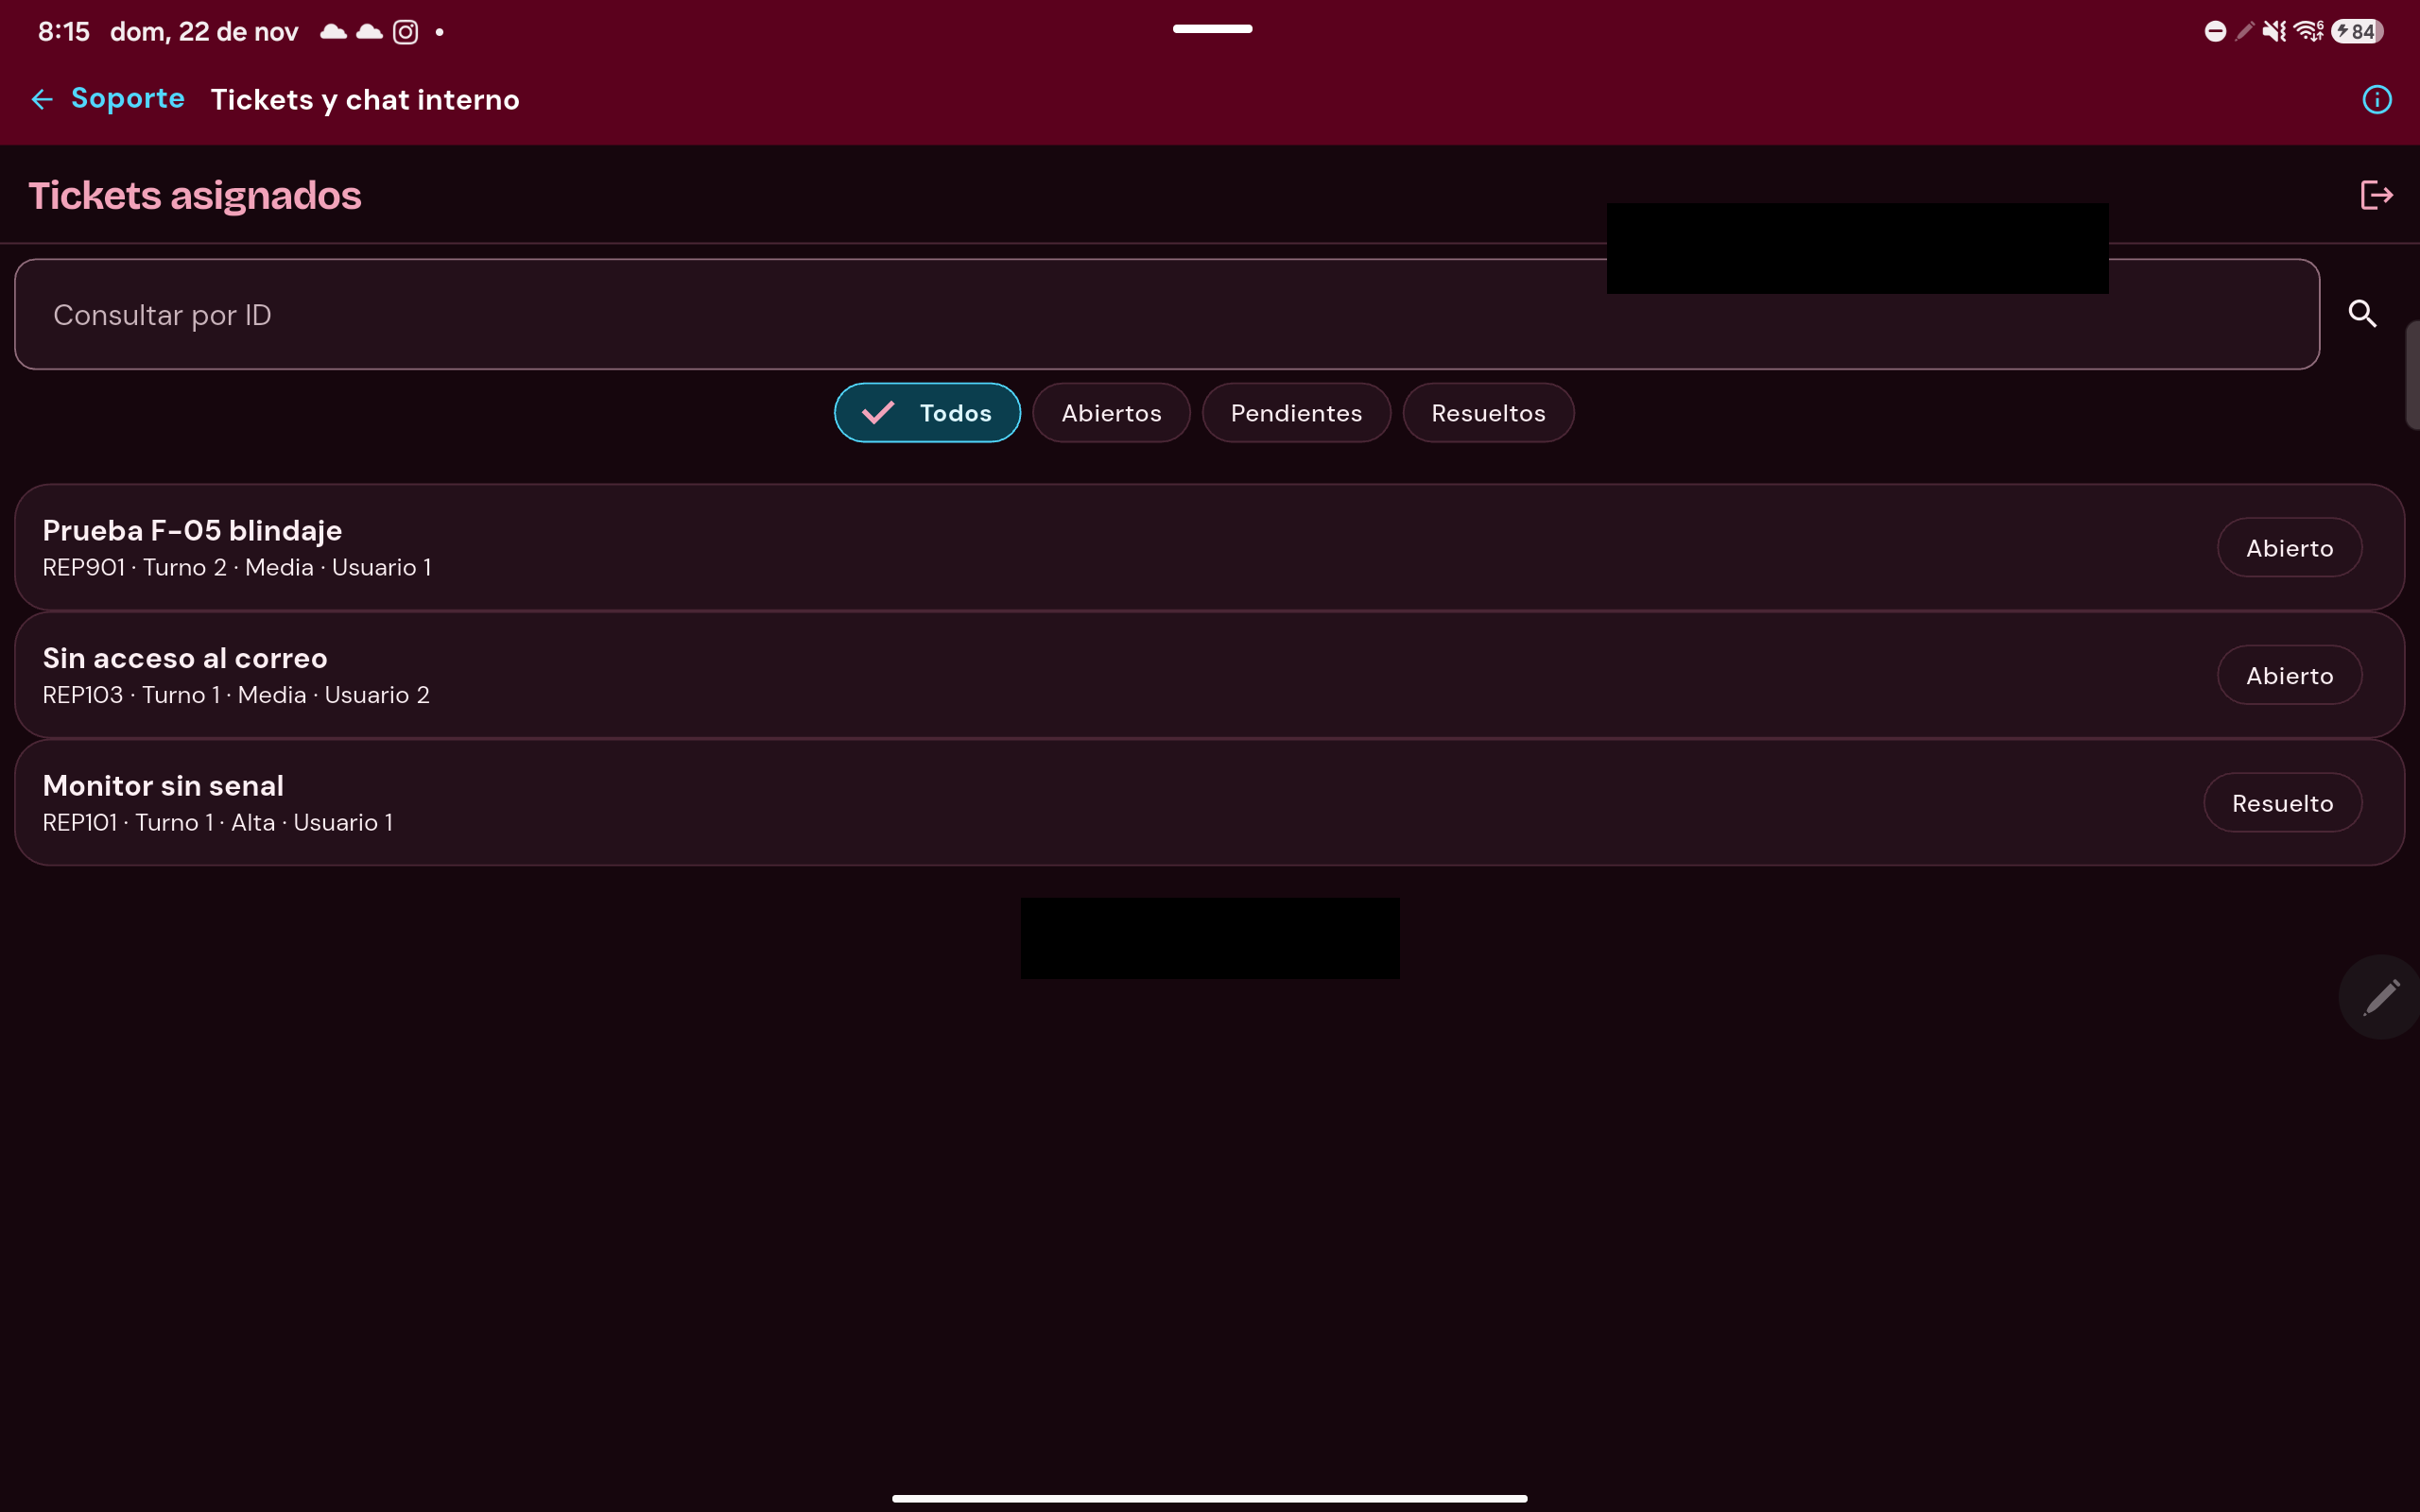 8:15 dom, 22 de nov
6 84
Soporte Tickets y chat interno
Tickets asignados
Consultar por ID
Todos Abiertos Pendientes Resueltos
Prueba F-05 blindaje
REP901 · Turno 2 · Media · Usuario 1
Abierto
Sin acceso al correo
REP103 · Turno 1 · Media · Usuario 2
Abierto
Monitor sin senal
REP101 · Turno 1 · Alta · Usuario 1
Resuelto